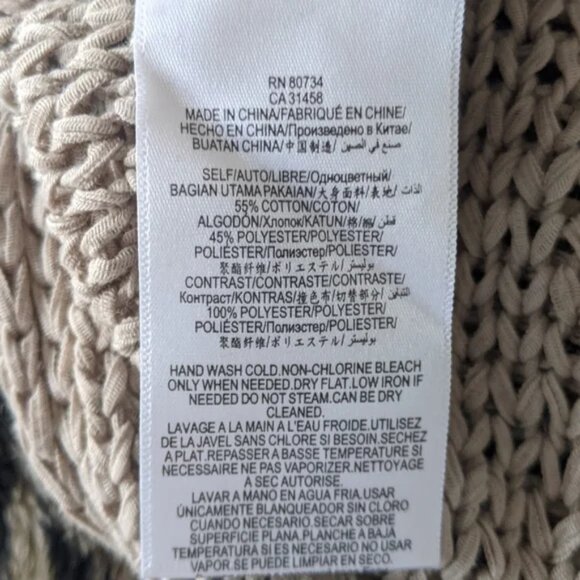 RN 80734
CA 31458
MADE IN CHINA/FABRIQUÉ EN CHINE/
HECHO EN CHINA/Произведено в Китае/
BUATAN CHINA/中国制造/ صنع في الصين
SELF/AUTO/LIBRE/Одноцветный/
BAGIAN UTAMA PAKAIAN/大身面料/表地/ الذات
55% COTTON/COTON/
ALGODÓN/Хлопок/KATUN/棉/綿/ قطن
45% POLYESTER/POLYESTER/
POLIÉSTER/Полиэстер/POLIESTER/
聚酯纤维/ポリエステル/ بوليستر
CONTRAST/CONTRASTE/CONTRASTE/
Контраст/KONTRAS/撞色布/切替部分/ التباين
100% POLYESTER/POLYESTER/
POLIÉSTER/Полиэстер/POLIESTER/
聚酯纤维/ポリエステル/ بوليستر
HAND WASH COLD.NON-CHLORINE BLEACH
ONLY WHEN NEEDED.DRY FLAT.LOW IRON IF
NEEDED DO NOT STEAM.CAN BE DRY
CLEANED.
LAVAGE A LA MAIN A L'EAU FROIDE.UTILISEZ
DE LA JAVEL SANS CHLORE SI BESOIN.SECHEZ
A PLAT.REPASSER A BASSE TEMPERATURE SI
NECESSAIRE NE PAS VAPORIZER.NETTOYAGE
A SEC AUTORISE.
LAVAR A MANO EN AGUA FRIA.USAR
ÚNICAMENTE BLANQUEADOR SIN CLORO
CUANDO NECESARIO. SECAR SOBRE
SUPERFICIE PLANA. PLANCHE A BAJA
TEMPERATURA SI ES NECESARIO NO USAR
VAPOR.SE PUEDEN LIMPIAR EN SECO.